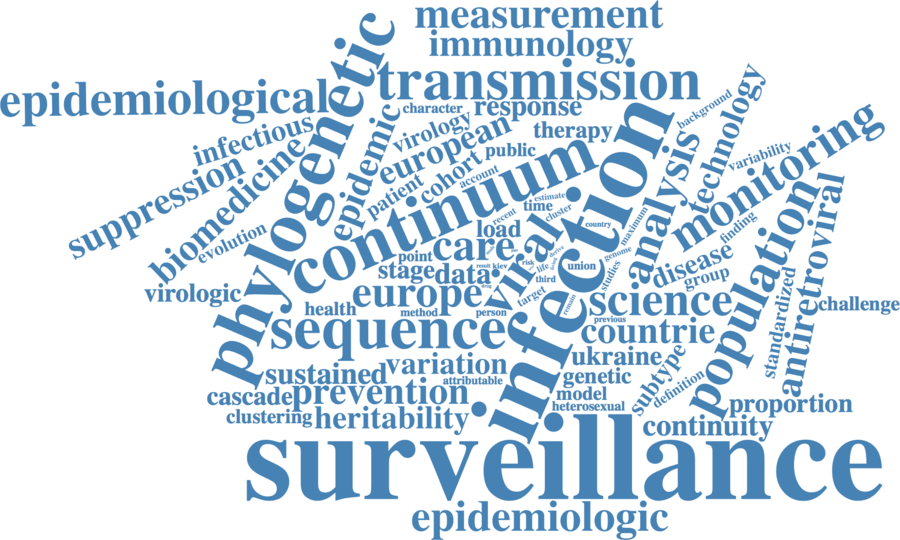 measurement
immunology
phylogenetic
transmission
epidemiological
character
response
background
technology
infectious
virology
european
therapy
epidemic
public
monitoring
variability
suppression
biomedicine
patient
cohort
account
continuum
infection
analysis
evolution
estimate
time
recent
cluster
country
maximum
finding
load
care
viral
point
genome
disease
population
antiretroviral
stage
data
result
kiev
risk
life
third
union
studies
group
virologic
europe
target
remain
science
standardized
challenge
health
method
person
previous
sequence
countrie
variation
ukraine
subtype
sustained
attributable
genetic
definition
cascade
prevention
model
heterosexual
proportion
clustering
heritability
continuity
surveillance
epidemiologic